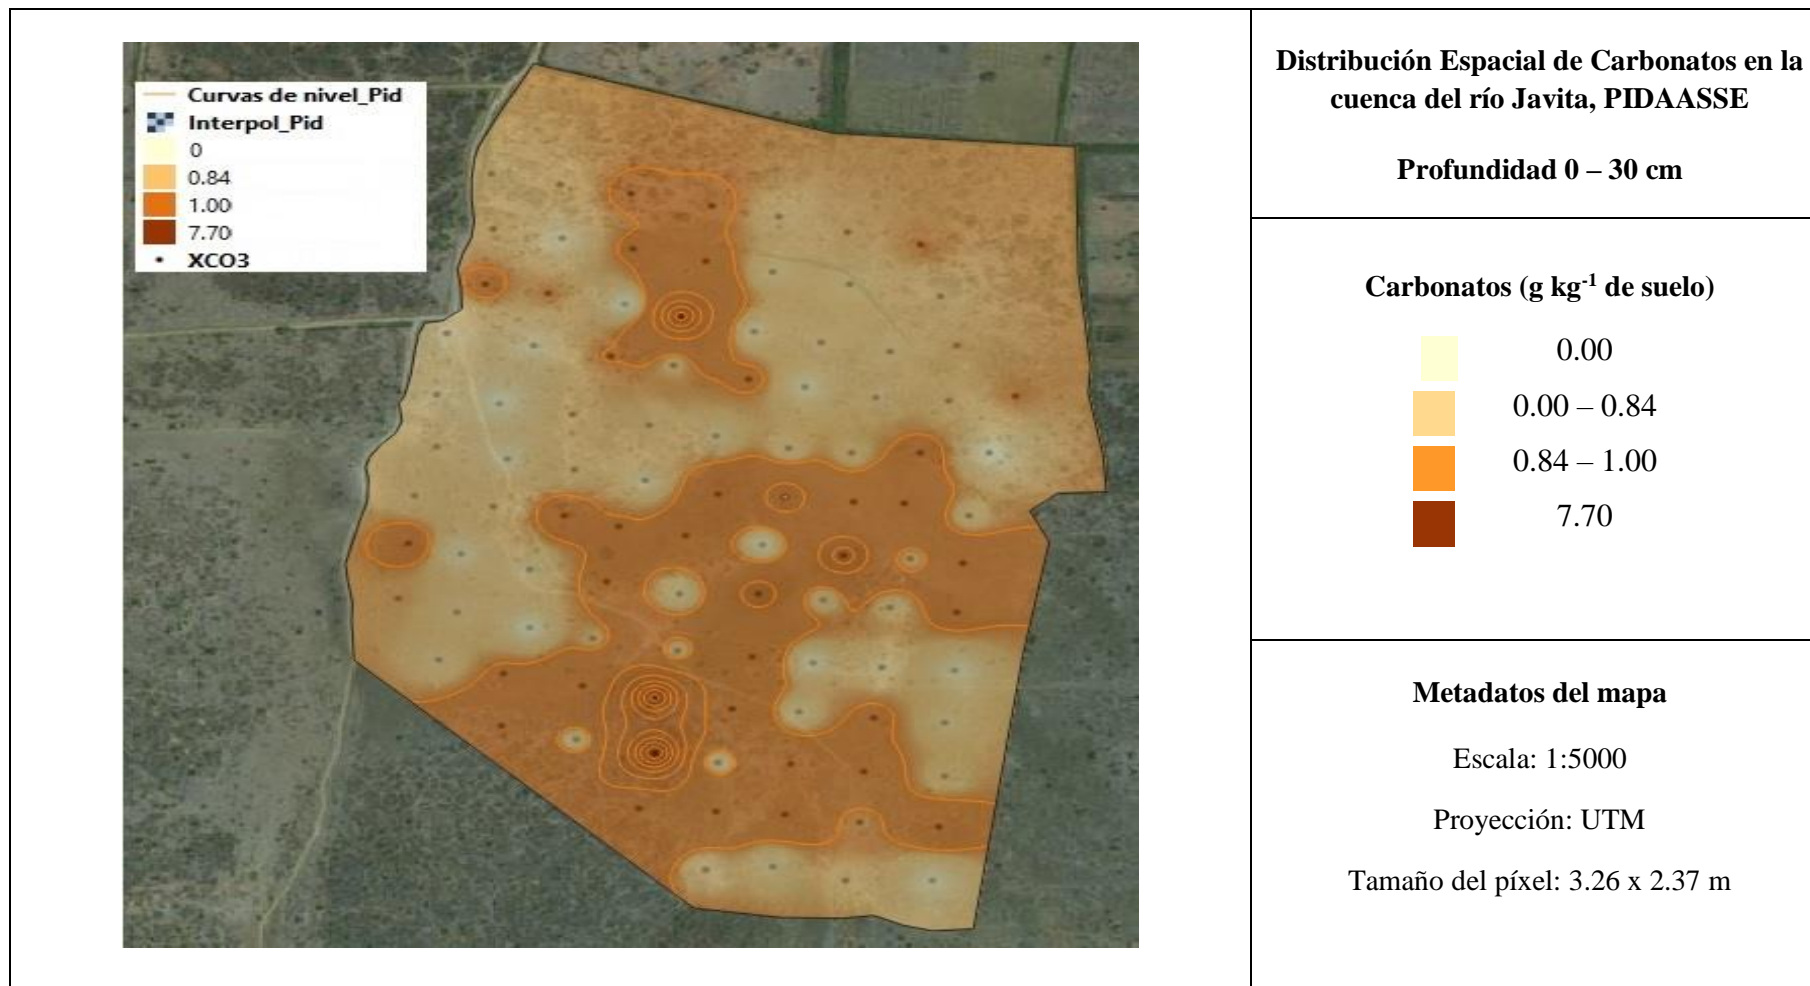 Curvas de nivel_Pid
Interpol_Pid
0
0.84
1.00
7.70
XCO3
Distribución Espacial de Carbonatos en la
cuenca del río Javita, PIDAASSE
Profundidad 0 – 30 cm
Carbonatos (g kg-1 de suelo)
0.00
0.00 – 0.84
0.84 – 1.00
7.70
Metadatos del mapa
Escala: 1:5000
Proyección: UTM
Tamaño del píxel: 3.26 x 2.37 m